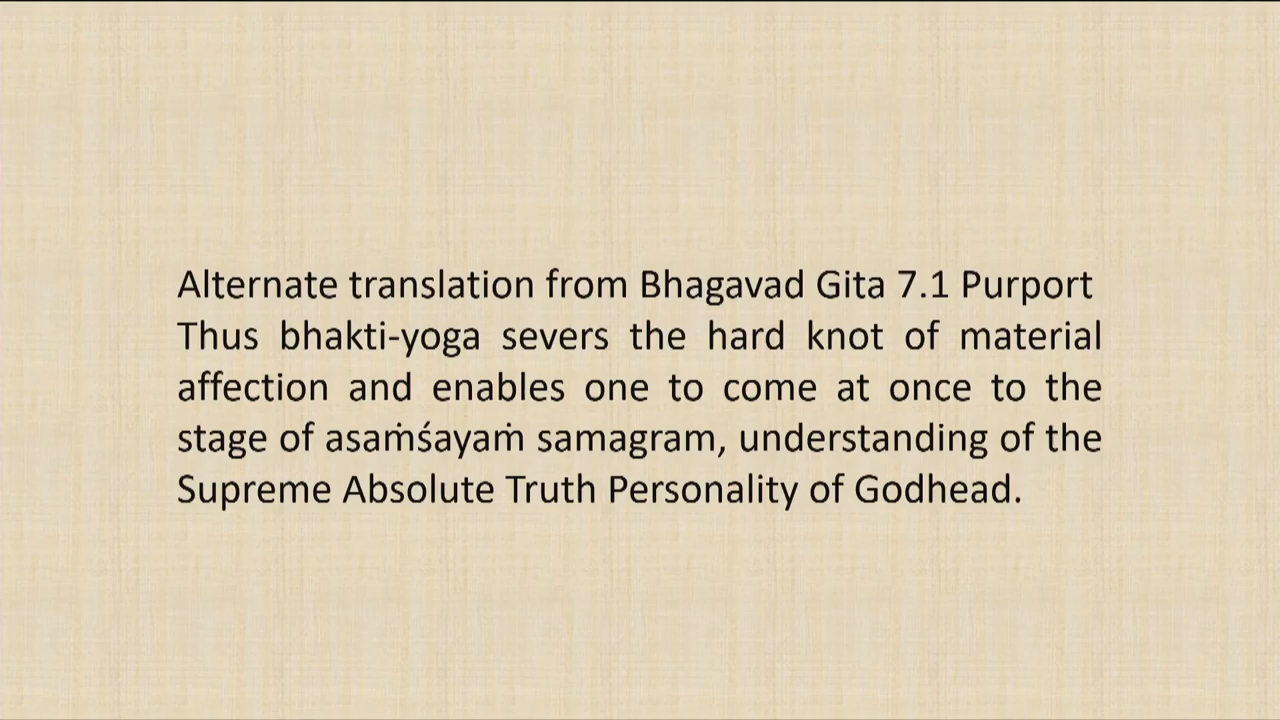 Alternate translation from Bhagavad Gita 7.1 Purport
Thus bhakti-yoga severs the hard knot of material
affection and enables one to come at once to the
stage of asaṁśayaṁ samagram, understanding of the
Supreme Absolute Truth Personality of Godhead.